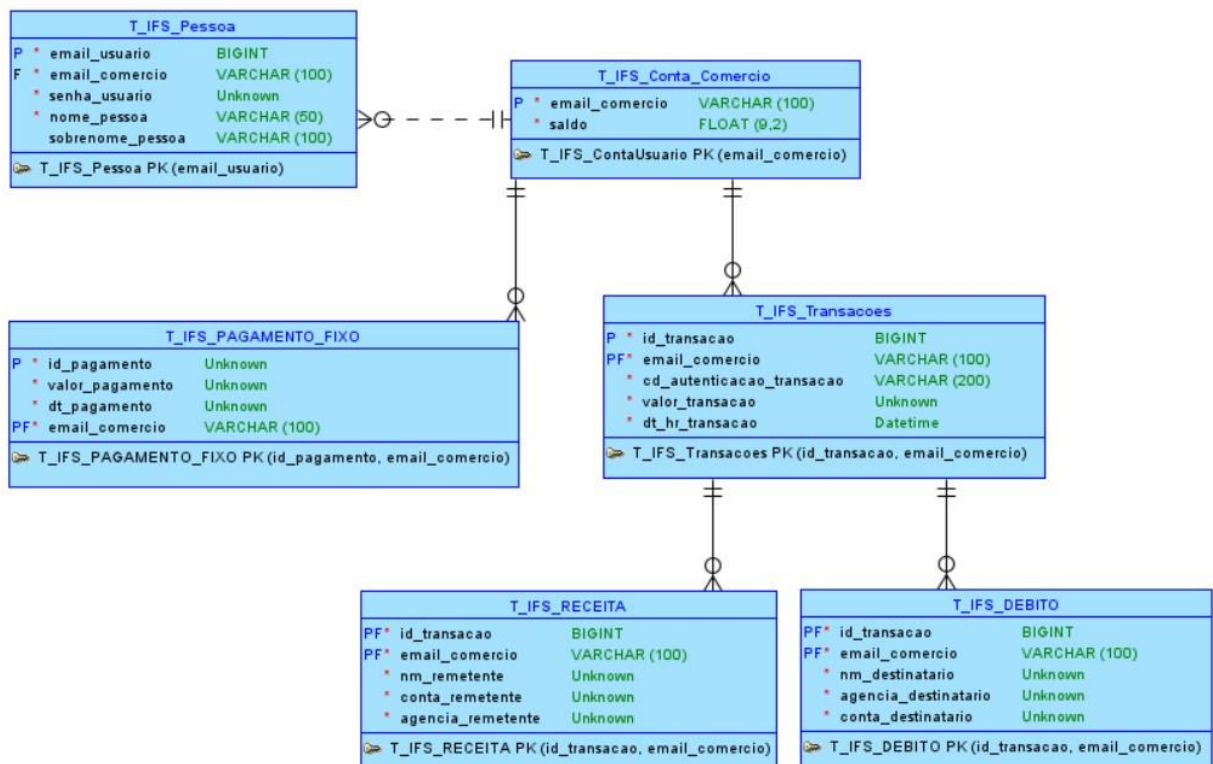 T_IFS_Pessoa
P * email_usuario BIGINT
F * email_comercio VARCHAR (100)
* senha_usuario Unknown
* nome_pessoa VARCHAR (50)
sobrenome_pessoa VARCHAR (100)
T_IFS_Pessoa PK (email_usuario)
T_IFS_Conta_Comercio
P * email_comercio VARCHAR (100)
* saldo FLOAT (9,2)
T_IFS_ContaUsuario PK (email_comercio)
T_IFS_PAGAMENTO_FIXO
P * id_pagamento Unknown
* valor_pagamento Unknown
* dt_pagamento Unknown
PF* email_comercio VARCHAR (100)
T_IFS_PAGAMENTO_FIXO PK (id_pagamento, email_comercio)
T_IFS_Transacoes
P * id_transacao BIGINT
PF* email_comercio VARCHAR (100)
* cd_autenticacao_transacao VARCHAR (200)
* valor_transacao Unknown
* dt_hr_transacao Datetime
T_IFS_Transacoes PK (id_transacao, email_comercio)
T_IFS_RECEITA
PF* id_transacao BIGINT
PF* email_comercio VARCHAR (100)
* nm_remetente Unknown
* conta_remetente Unknown
* agencia_remetente Unknown
T_IFS_RECEITA PK (id_transacao, email_comercio)
T_IFS_DEBITO
PF* id_transacao BIGINT
PF* email_comercio VARCHAR (100)
* nm_destinatario Unknown
* agencia_destinatario Unknown
* conta_destinatario Unknown
T_IFS_DEBITO PK (id_transacao, email_comercio)